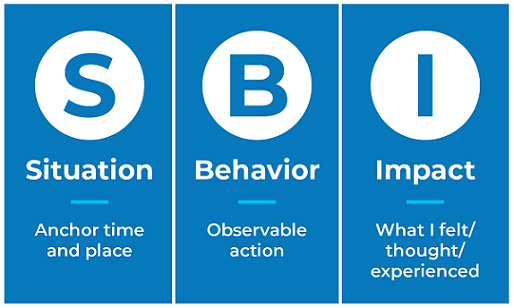 S
Situation
Anchor time
and place
B
Behavior
Observable
action
I
Impact
What I felt/
thought/
experienced